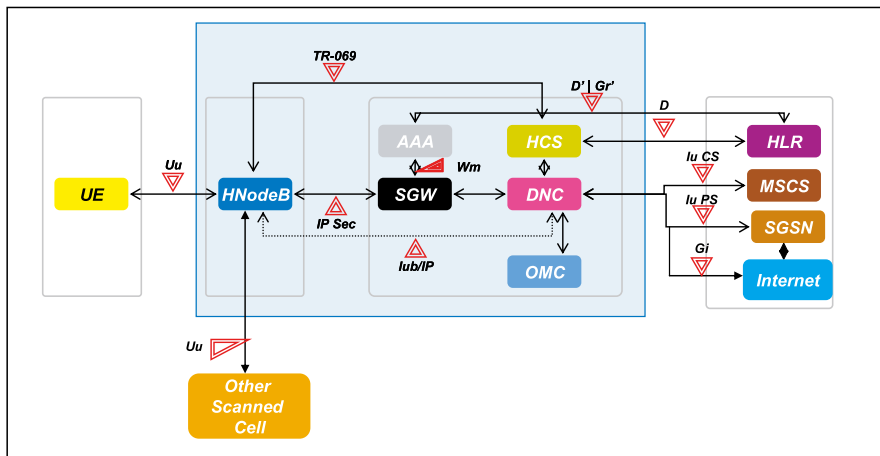 TR-069
D' | Gr'
D
AAA
HCS
HLR
Uu
Wm
Iu CS
UE
HNodeB
SGW
DNC
MSCS
IP Sec
Iu PS
SGSN
Iub/IP
Gi
OMC
Internet
Uu
Other
Scanned
Cell